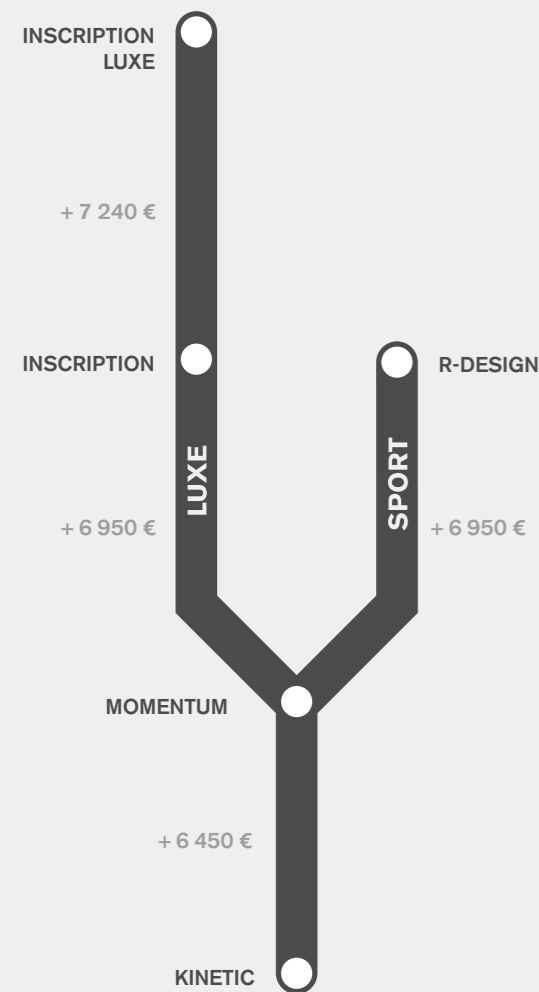 INSCRIPTION
LUXE
+ 7 240 €
INSCRIPTION
R-DESIGN
LUXE
SPORT
+ 6 950 €
+ 6 950 €
MOMENTUM
+ 6 450 €
KINETIC